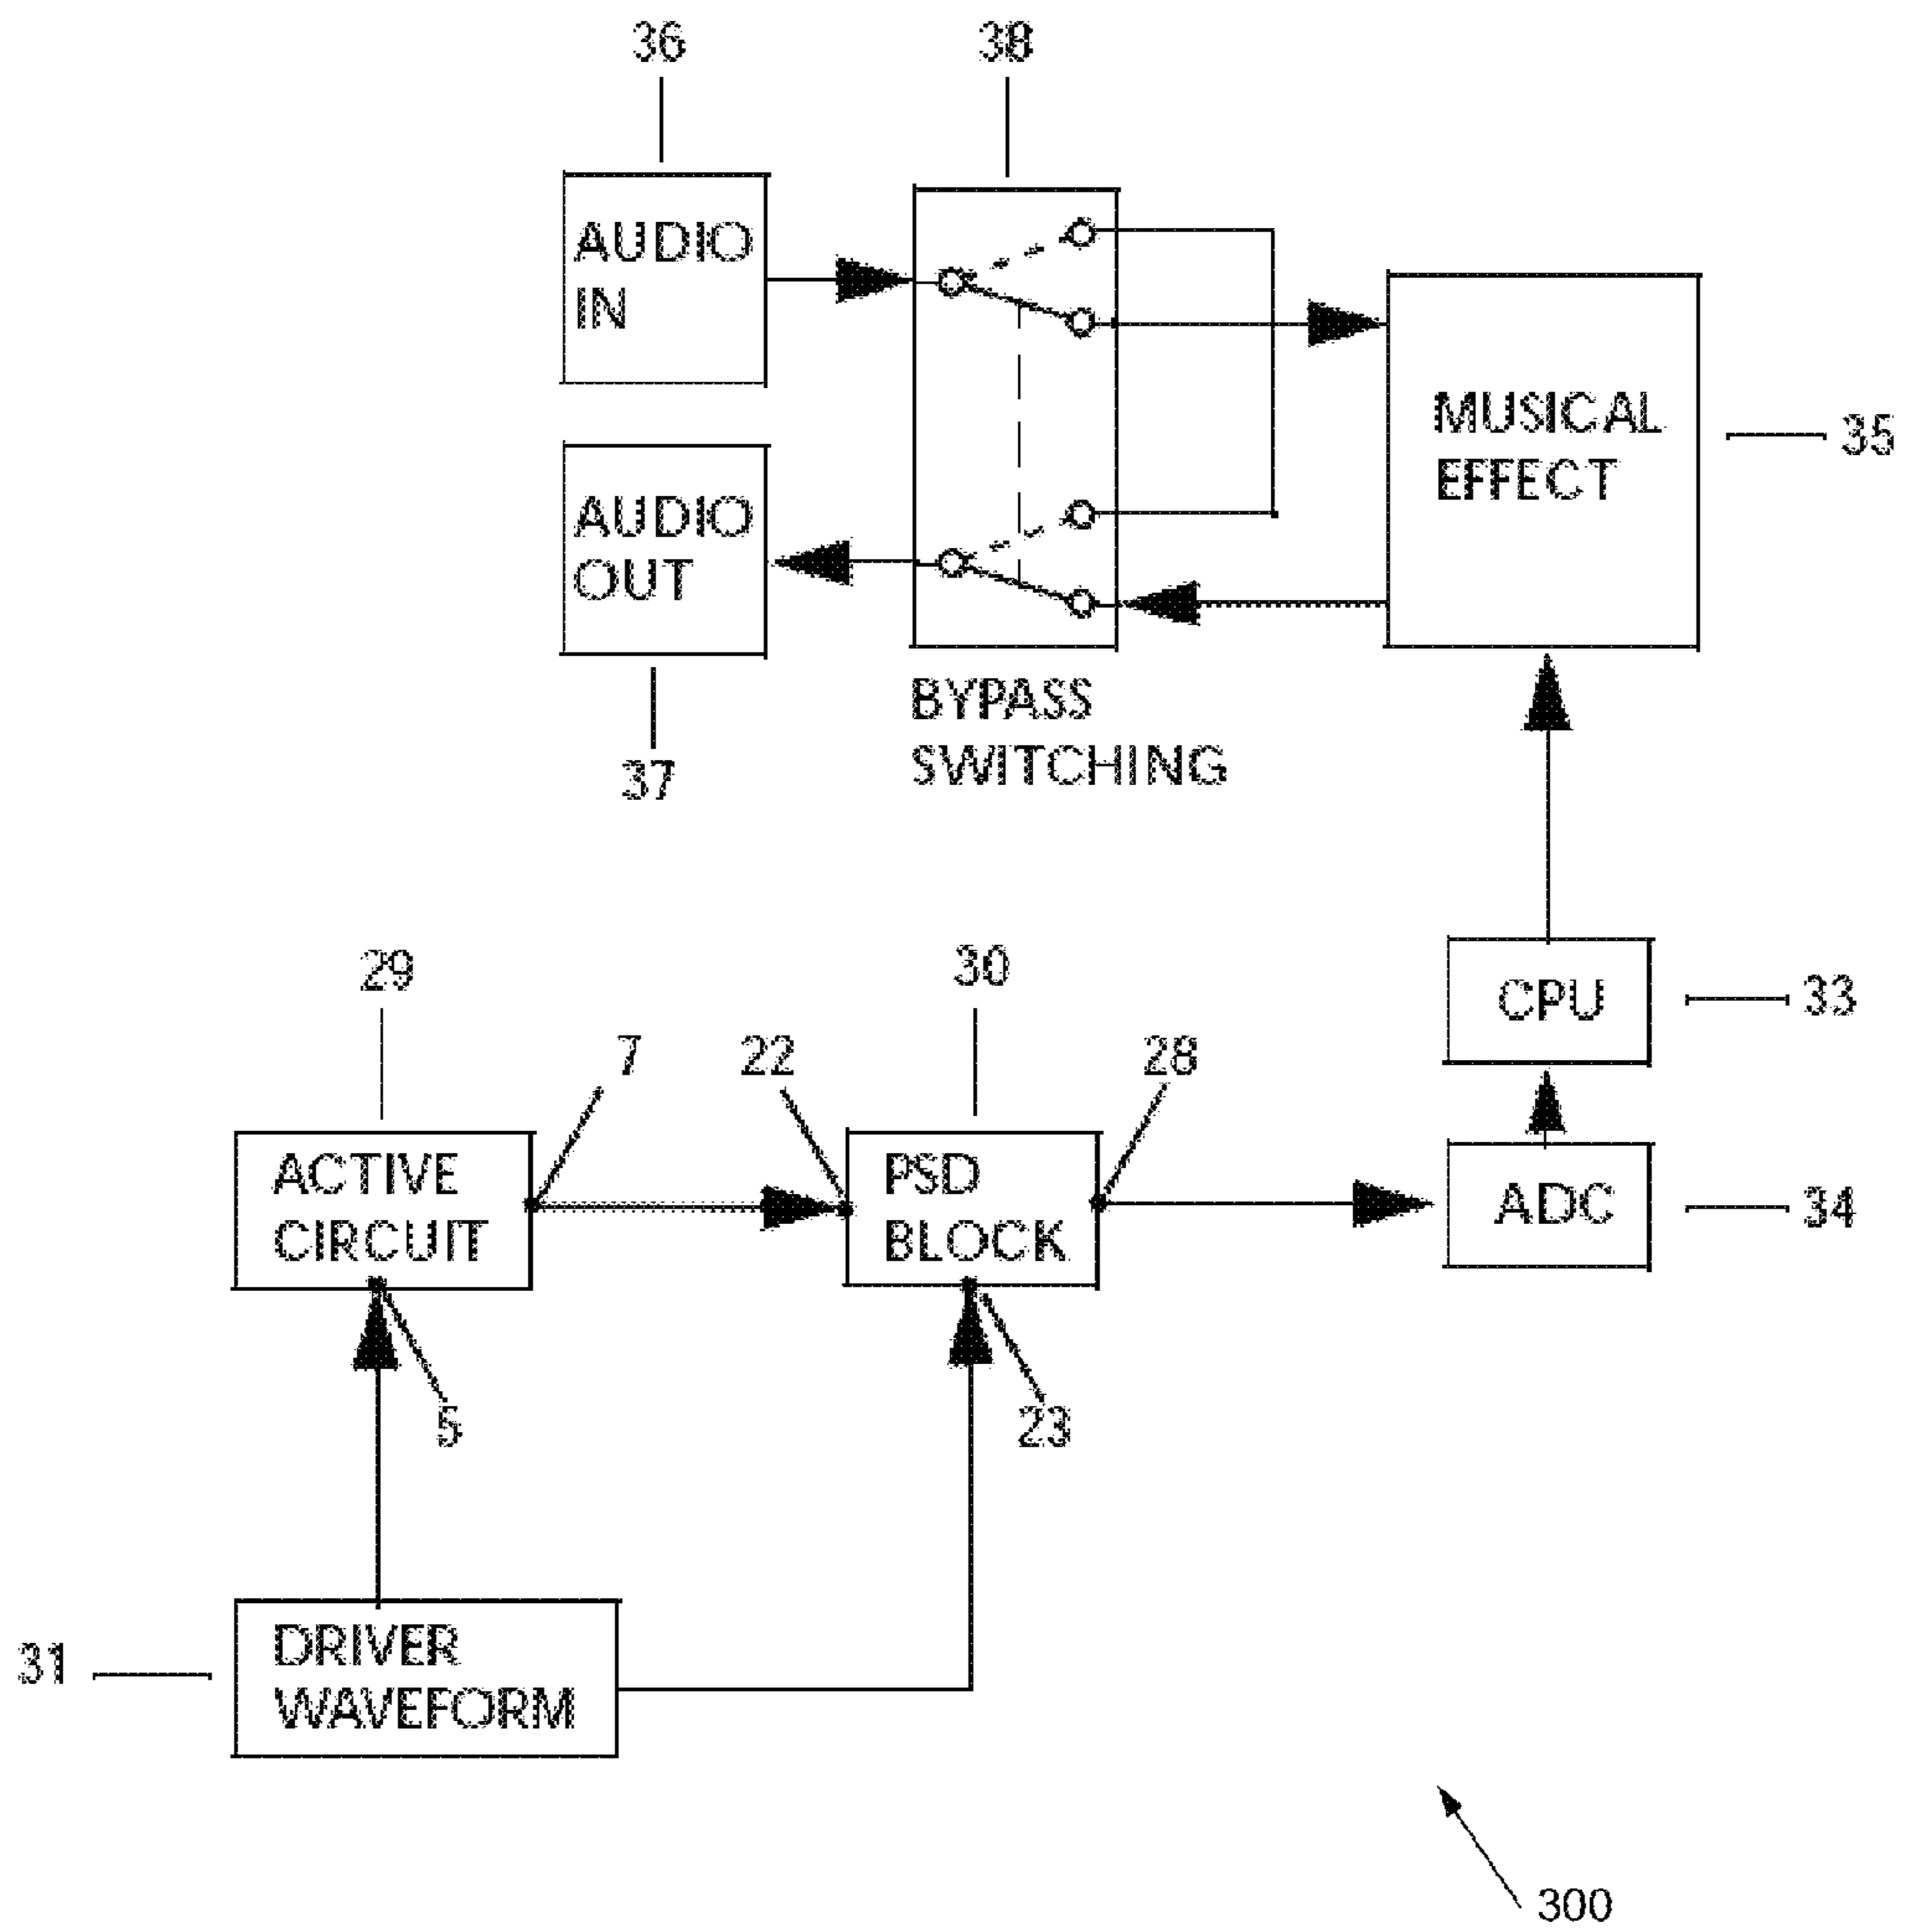 36
38
AUDIO
IN
MUSICAL
EFFECT
35
AUDIO
OUT
BYPASS
SWITCHING
37
29
30
CPU
33
7
22
28
ACTIVE
CIRCUIT
PSD
BLOCK
ADC
34
5
23
DRIVER
WAVEFORM
31
300